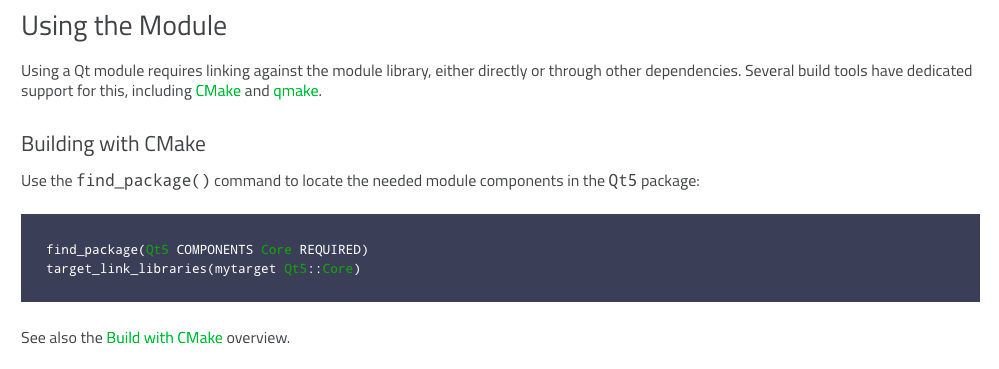 Using the Module
Using a Qt module requires linking against the module library, either directly or through other dependencies. Several build tools have dedicated
support for this, including CMake and qmake.
Building with CMake
Use the find_package() command to locate the needed module components in the Qt5 package:
find_package(Qt5 COMPONENTS Core REQUIRED)
target_link_libraries(mytarget Qt5::Core)
See also the Build with CMake overview.